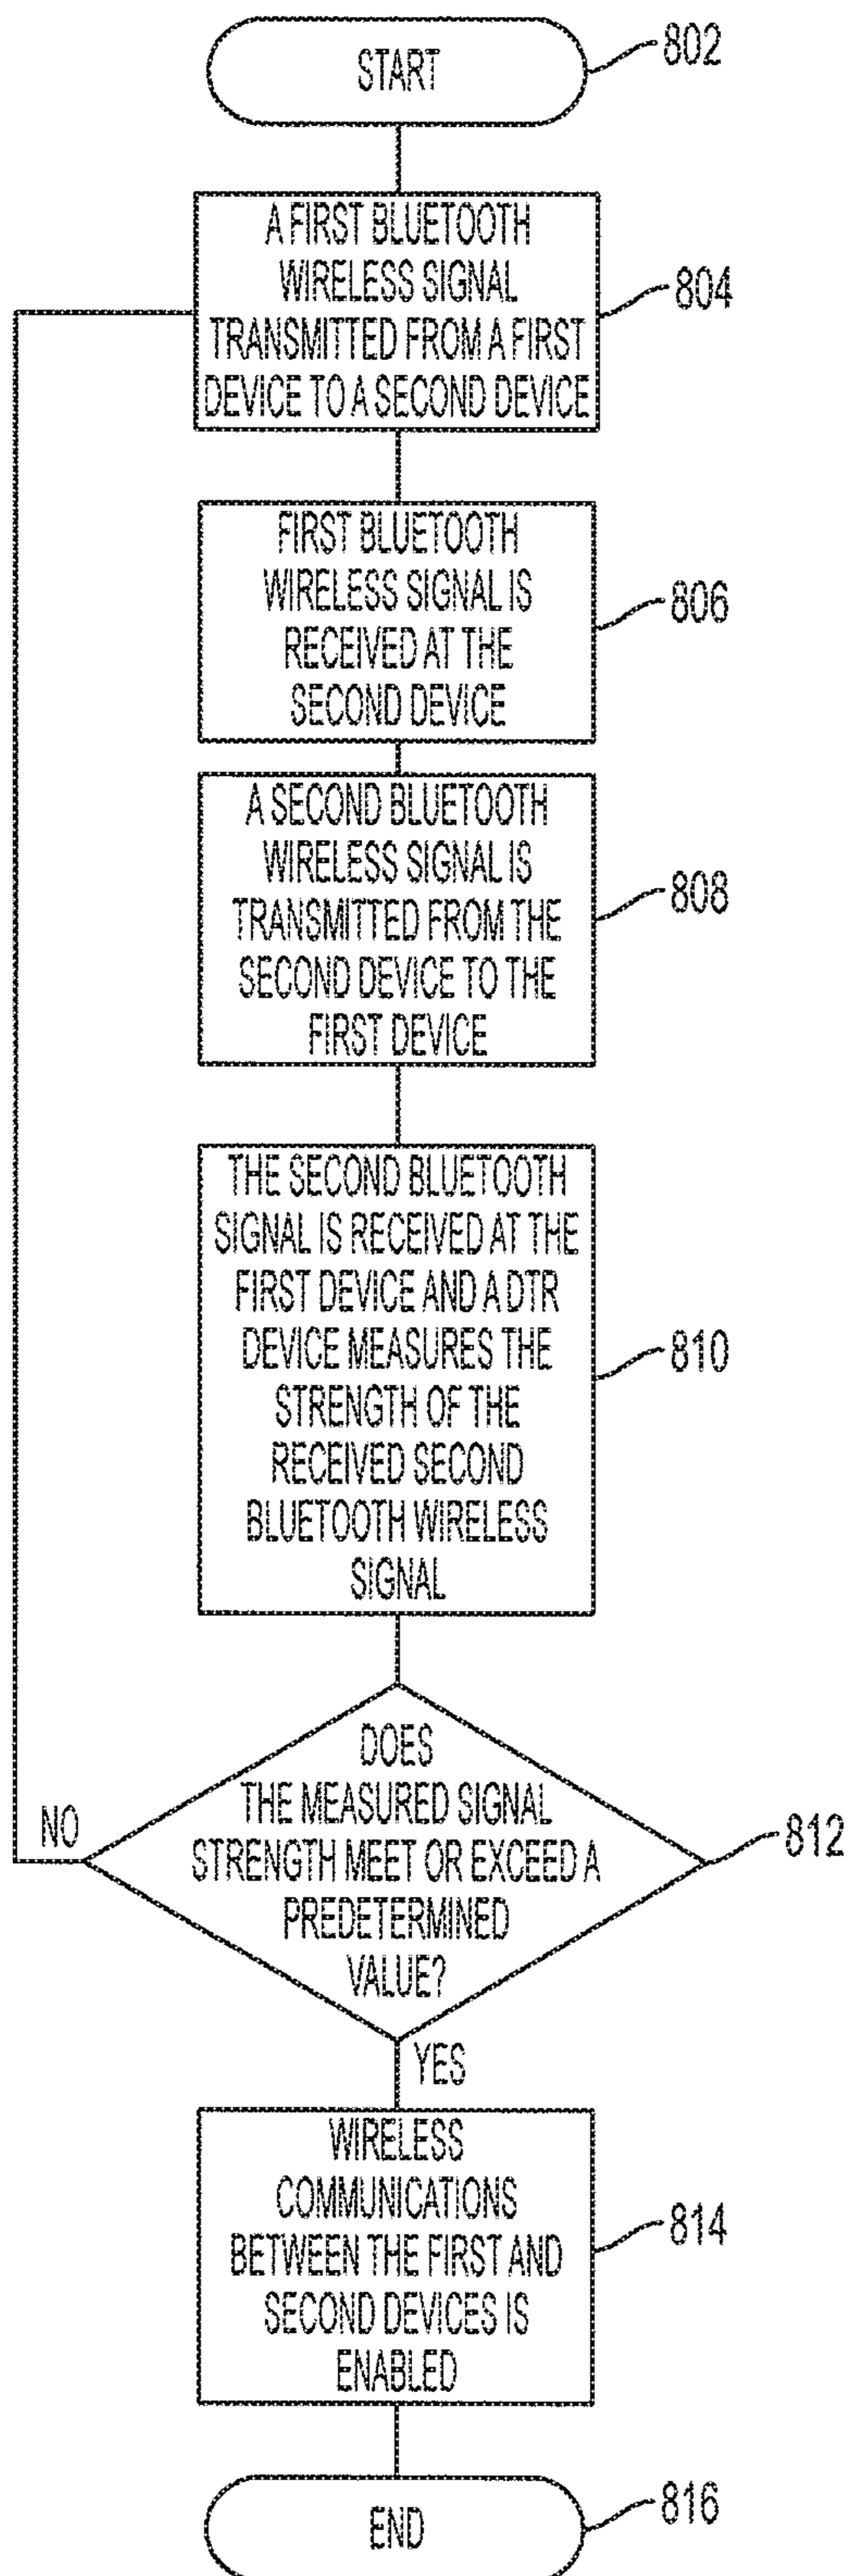 START
802
A FIRST BLUETOOTH
WIRELESS SIGNAL
TRANSMITTED FROM A FIRST
DEVICE TO A SECOND DEVICE
804
FIRST BLUETOOTH
WIRELESS SIGNAL IS
RECEIVED AT THE
SECOND DEVICE
806
A SECOND BLUETOOTH
WIRELESS SIGNAL IS
TRANSMITTED FROM THE
SECOND DEVICE TO THE
FIRST DEVICE
808
THE SECOND BLUETOOTH
SIGNAL IS RECEIVED AT THE
FIRST DEVICE AND A DTR
DEVICE MEASURES THE
STRENGTH OF THE
RECEIVED SECOND
BLUETOOTH WIRELESS
SIGNAL
810
DOES
THE MEASURED SIGNAL
STRENGTH MEET OR EXCEED A
PREDETERMINED
VALUE?
812
NO
YES
WIRELESS
COMMUNICATIONS
BETWEEN THE FIRST AND
SECOND DEVICES IS
ENABLED
814
END
816